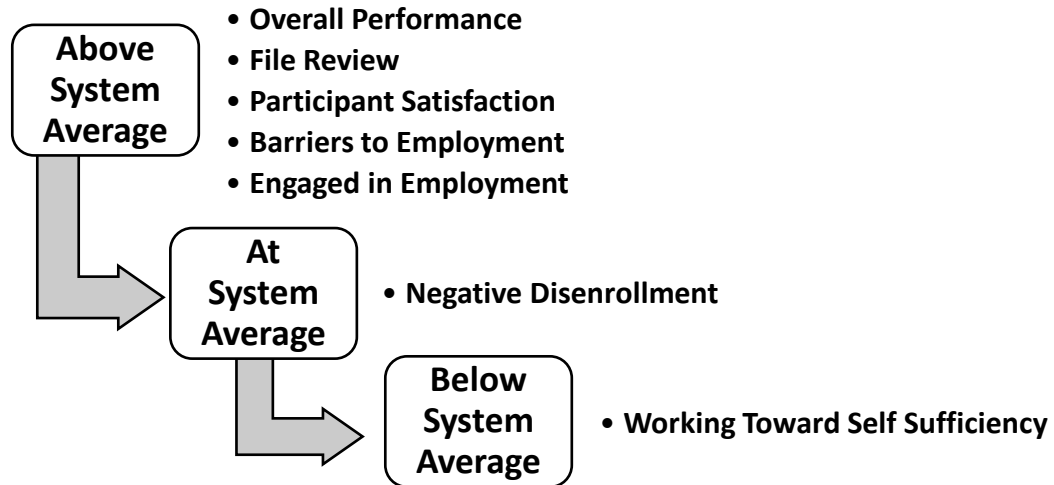 Above
System
Average
• Overall Performance
• File Review
• Participant Satisfaction
• Barriers to Employment
• Engaged in Employment
At
System
Average
• Negative Disenrollment
Below
System
Average
• Working Toward Self Sufficiency